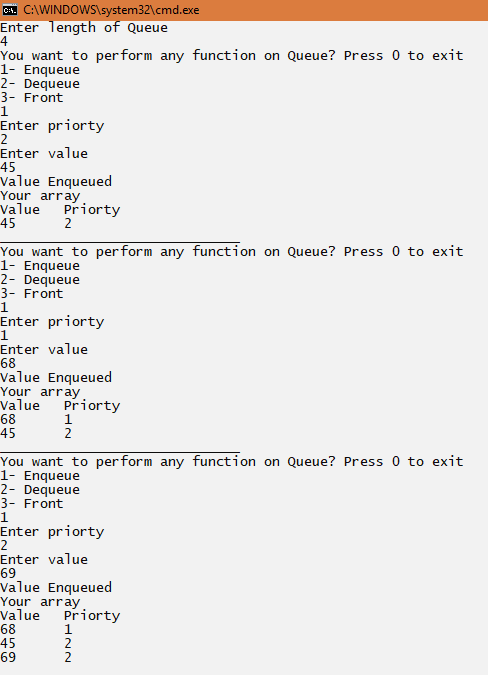 C:\WINDOWS\system32\cmd.exe
Enter length of Queue
4
You want to perform any function on Queue? Press 0 to exit
1- Enqueue
2- Dequeue
3- Front
1
Enter priorty
2
Enter value
45
Value Enqueued
Your array
Value   Priorty
45      2
______________________________
You want to perform any function on Queue? Press 0 to exit
1- Enqueue
2- Dequeue
3- Front
1
Enter priorty
1
Enter value
68
Value Enqueued
Your array
Value   Priorty
68      1
45      2
______________________________
You want to perform any function on Queue? Press 0 to exit
1- Enqueue
2- Dequeue
3- Front
1
Enter priorty
2
Enter value
69
Value Enqueued
Your array
Value   Priorty
68      1
45      2
69      2